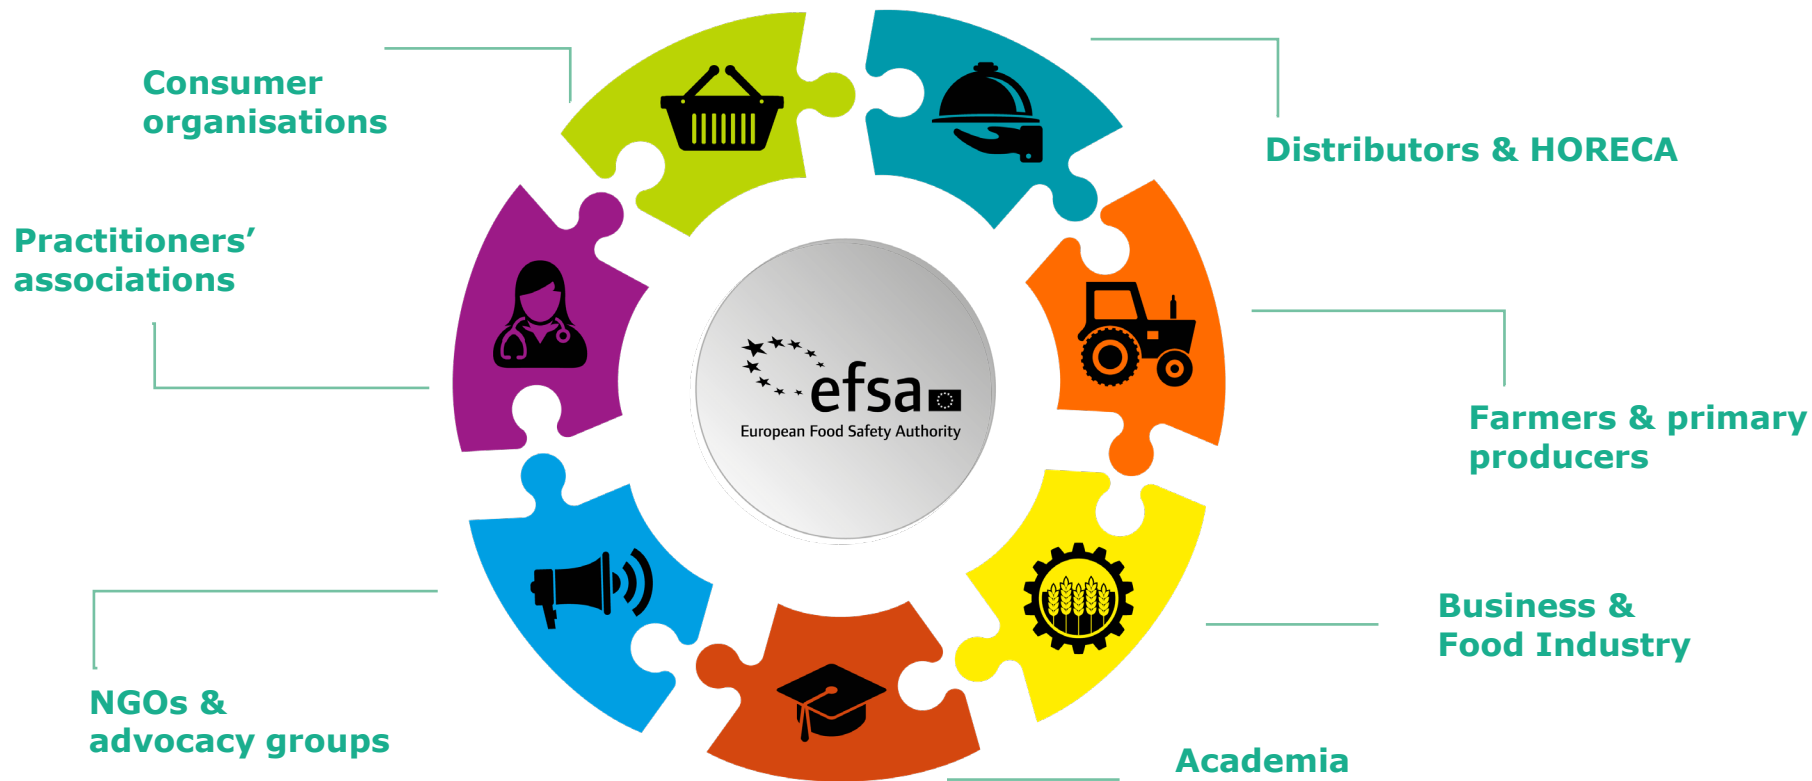 Consumer
organisations
Distributors & HORECA
Practitioners’
associations
efsa
European Food Safety Authority
Farmers & primary
producers
Business &
Food Industry
NGOs &
advocacy groups
Academia